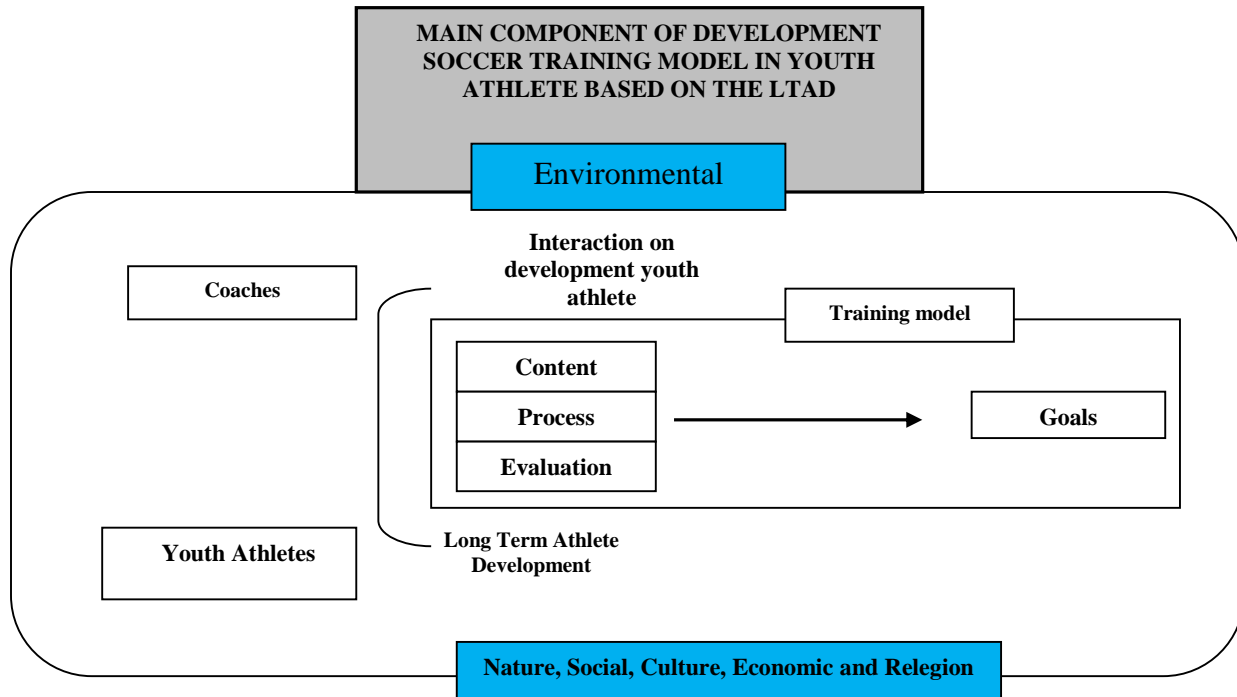 MAIN COMPONENT OF DEVELOPMENT
SOCCER TRAINING MODEL IN YOUTH
ATHLETE BASED ON THE LTAD
Environmental
Interaction on
development youth
athlete
Coaches
Training model
Content
Process
Goals
Evaluation
Youth Athletes
Long Term Athlete
Development
Nature, Social, Culture, Economic and Relegion